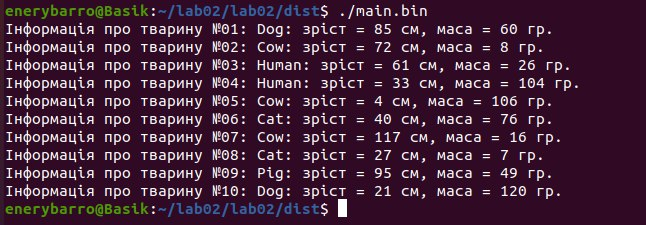 enerybarro@Basik:~/lab02/lab02/dist$ ./main.bin
Інформація про тварину №01: Dog: зріст = 85 см, маса = 60 гр.
Інформація про тварину №02: Cow: зріст = 72 см, маса = 8 гр.
Інформація про тварину №03: Human: зріст = 61 см, маса = 26 гр.
Інформація про тварину №04: Human: зріст = 33 см, маса = 104 гр.
Інформація про тварину №05: Cow: зріст = 4 см, маса = 106 гр.
Інформація про тварину №06: Cat: зріст = 40 см, маса = 76 гр.
Інформація про тварину №07: Cow: зріст = 117 см, маса = 16 гр.
Інформація про тварину №08: Cat: зріст = 27 см, маса = 7 гр.
Інформація про тварину №09: Pig: зріст = 95 см, маса = 49 гр.
Інформація про тварину №10: Dog: зріст = 21 см, маса = 120 гр.
enerybarro@Basik:~/lab02/lab02/dist$